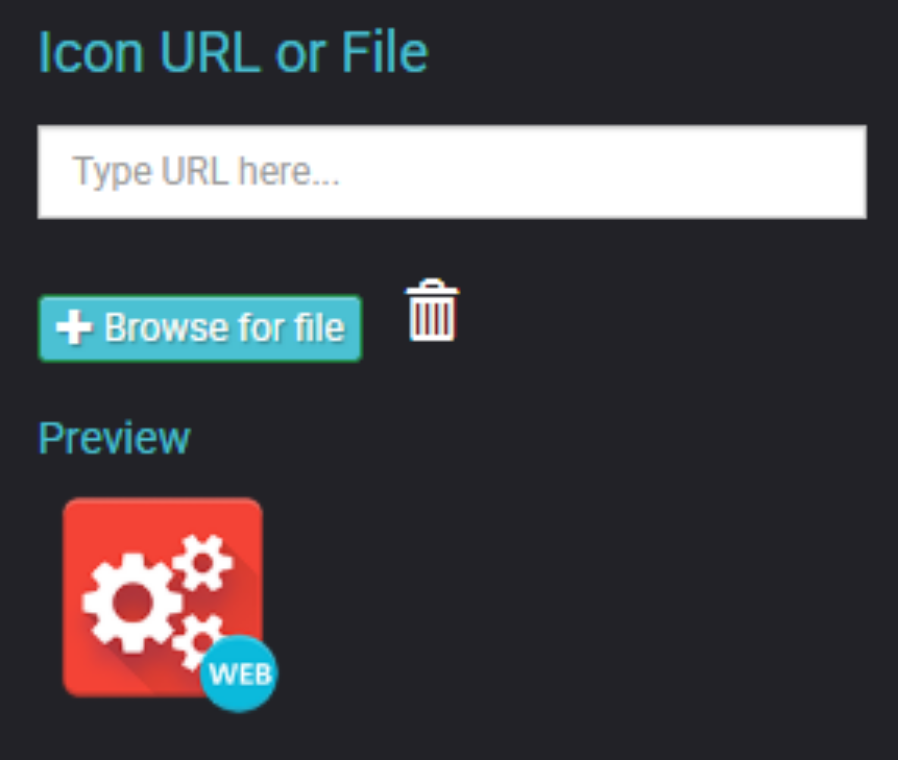 Icon URL or File
Type URL here...
Browse for file
Preview
WEB